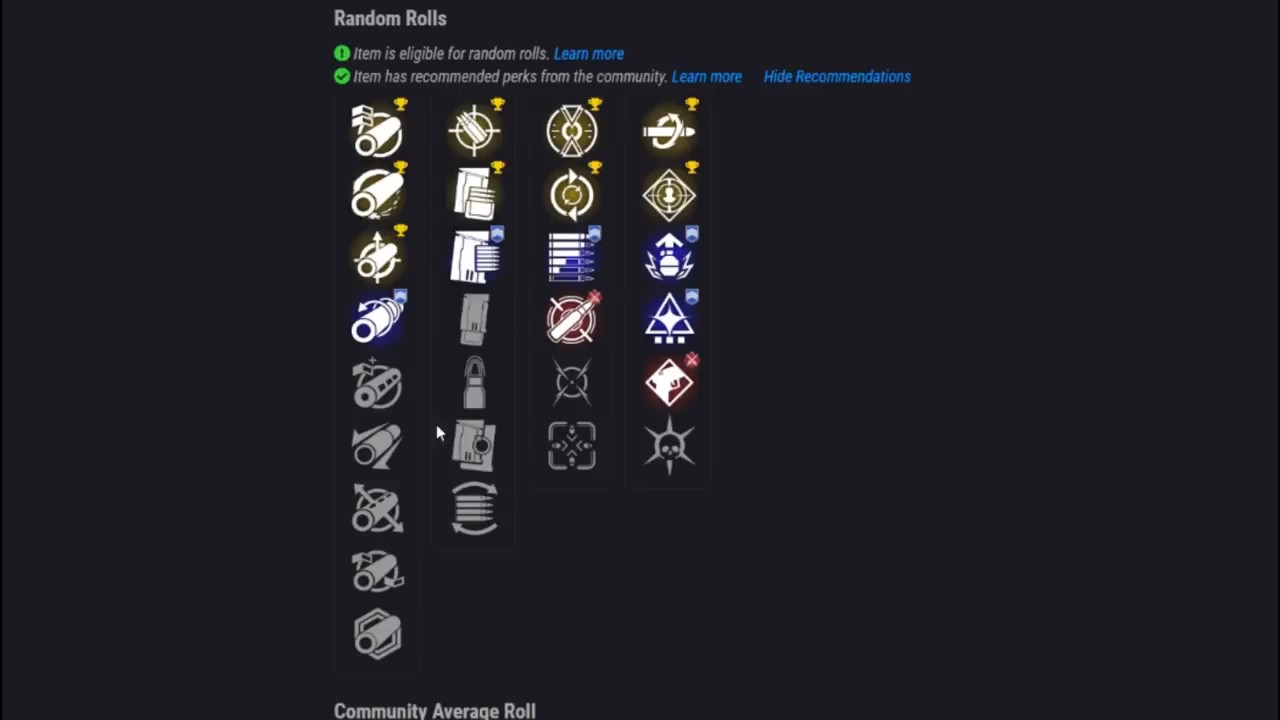 Random Rolls
Item is eligible for random rolls. Learn more
Item has recommended perks from the community. Learn more Hide Recommendations
Community Average Roll